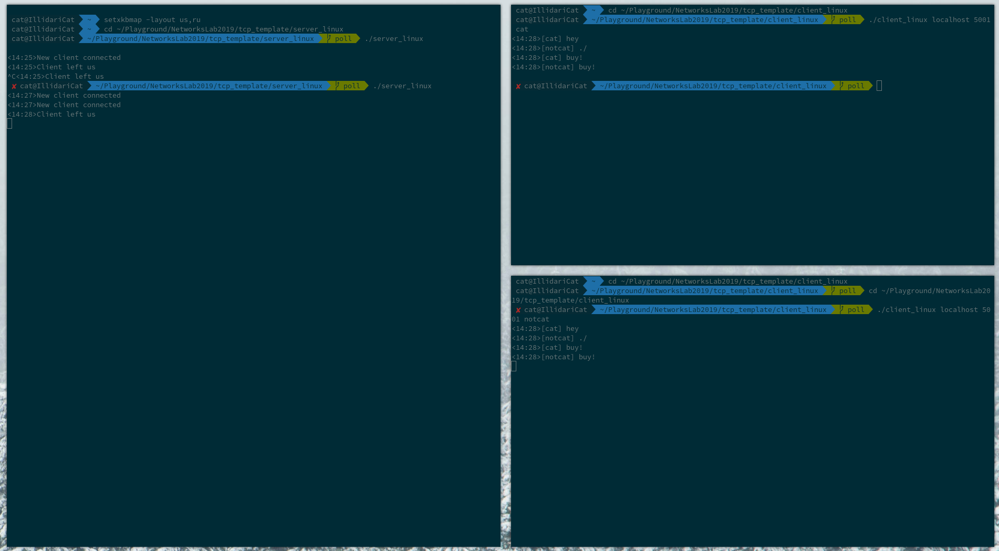 cat@IllidariCat ~ setxkbmap -layout us,ru
cat@IllidariCat ~ cd ~/Playground/NetworksLab2019/tcp_template/server_linux
cat@IllidariCat ~/Playground/NetworksLab2019/tcp_template/server_linux poll ./server_linux
<14:25>New client connected
<14:25>Client left us
^C<14:25>Client left us
✘ cat@IllidariCat ~/Playground/NetworksLab2019/tcp_template/server_linux poll ./server_linux
<14:27>New client connected
<14:27>New client connected
<14:28>Client left us
cat@IllidariCat ~ cd ~/Playground/NetworksLab2019/tcp_template/client_linux
cat@IllidariCat ~/Playground/NetworksLab2019/tcp_template/client_linux poll ./client_linux localhost 5001
cat
<14:28>[cat] hey
<14:28>[notcat] ./
<14:28>[cat] buy!
<14:28>[notcat] buy!
✘ cat@IllidariCat ~/Playground/NetworksLab2019/tcp_template/client_linux poll
cat@IllidariCat ~ cd ~/Playground/NetworksLab2019/tcp_template/client_linux
cat@IllidariCat ~/Playground/NetworksLab2019/tcp_template/client_linux poll cd ~/Playground/NetworksLab20
19/tcp_template/client_linux
✘ cat@IllidariCat ~/Playground/NetworksLab2019/tcp_template/client_linux poll ./client_linux localhost 50
01 notcat
<14:28>[cat] hey
<14:28>[notcat] ./
<14:28>[cat] buy!
<14:28>[notcat] buy!